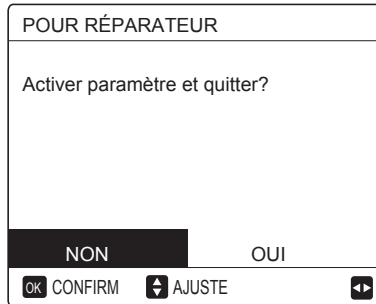 POUR RÉPARATEUR
Activer paramètre et quitter?
NON OUI
OK CONFIRM AJUSTE